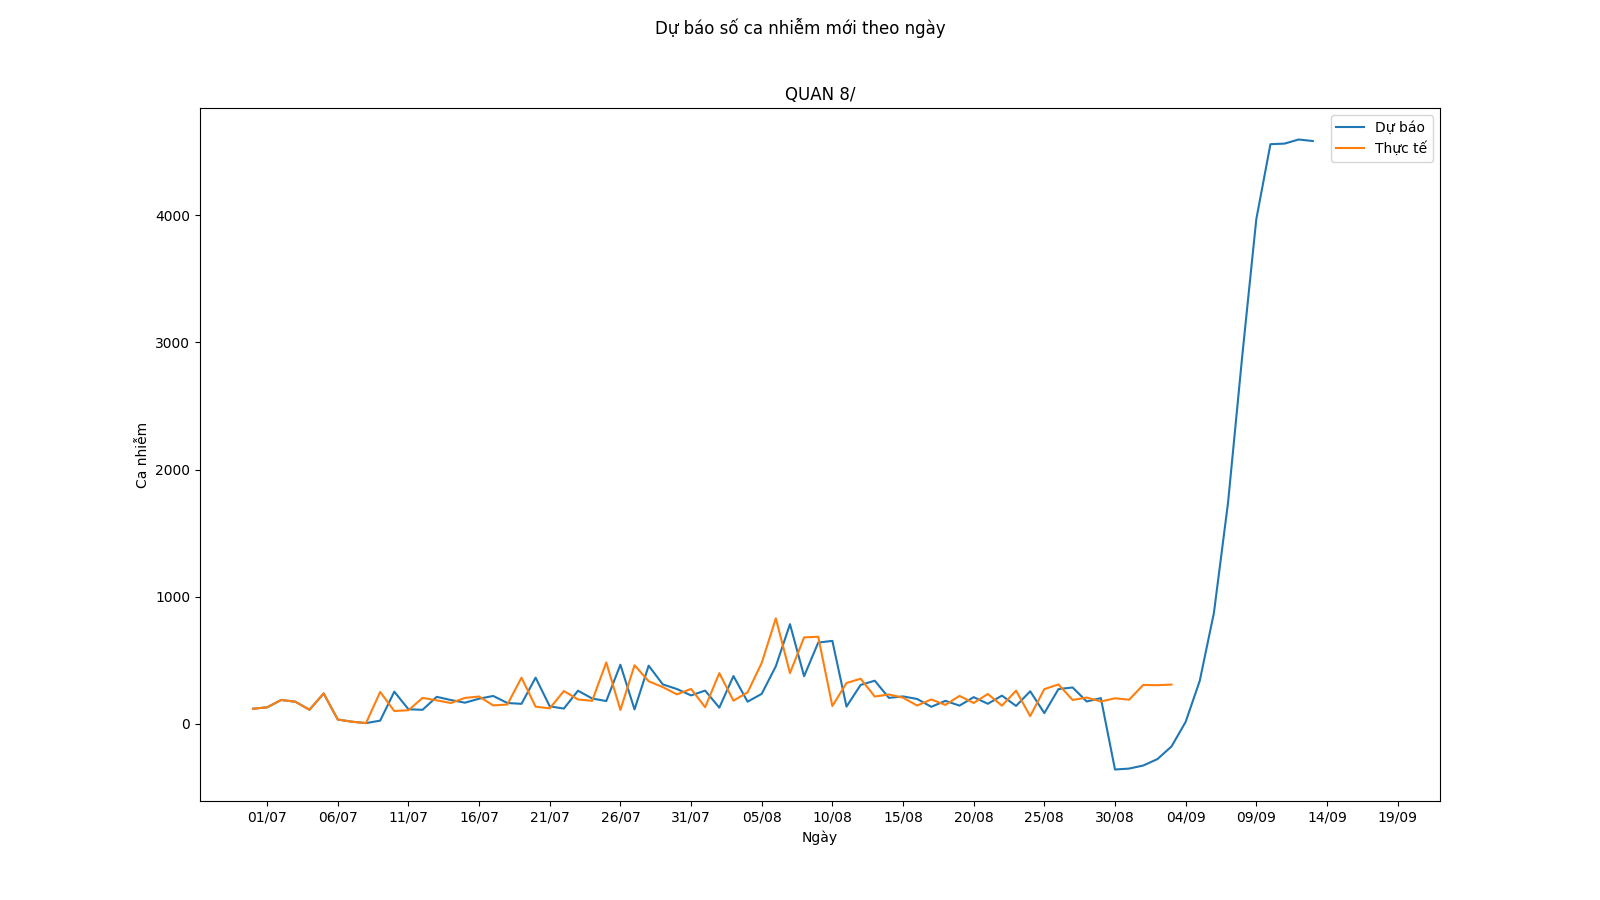 Dự báo số ca nhiễm mới theo ngày
QUAN 8/
Dự báo
Thực tế
4000
3000
2000
1000
0
Ca nhiễm
01/07 06/07 11/07 16/07 21/07 26/07 31/07 05/08 10/08 15/08 20/08 25/08 30/08 04/09 09/09 14/09 19/09
Ngày